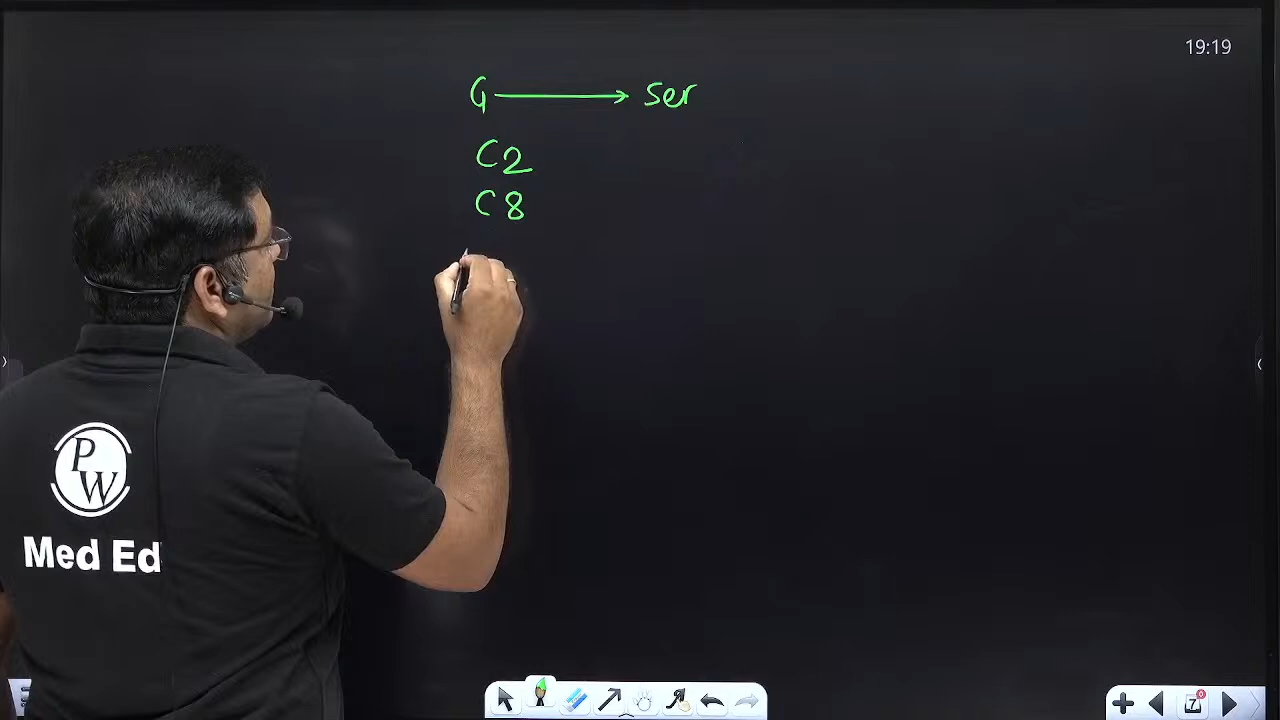 19:19
G → ser
C2
C8
PW
Med Ed